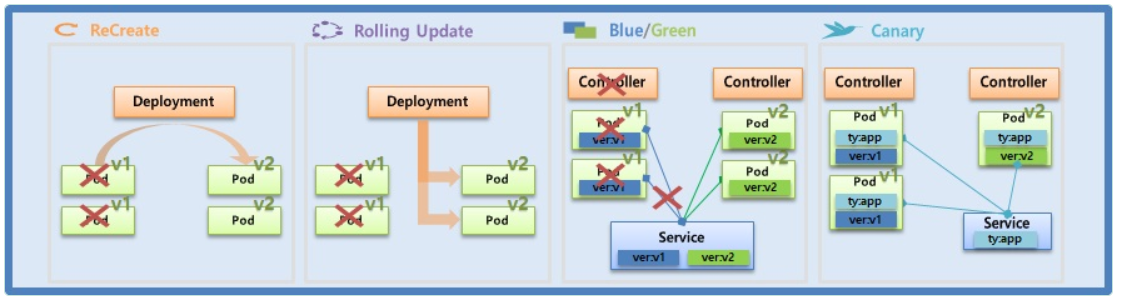 ReCreate
Deployment
v1
Pod
v1
Pod
v2
Pod
v2
Pod
Rolling Update
Deployment
v1
Pod
v1
Pod
v2
Pod
v2
Pod
Blue/Green
Controller
v1
Pod
ver:v1
v1
Pod
ver:v1
Controller
v2
Pod
ver:v2
Pod
ver:v2
Service
ver:v1
ver:v2
Canary
Controller
v1
Pod
ty:app
ver:v1
v1
Pod
ty:app
ver:v1
Controller
v2
Pod
ty:app
ver:v2
Service
ty:app